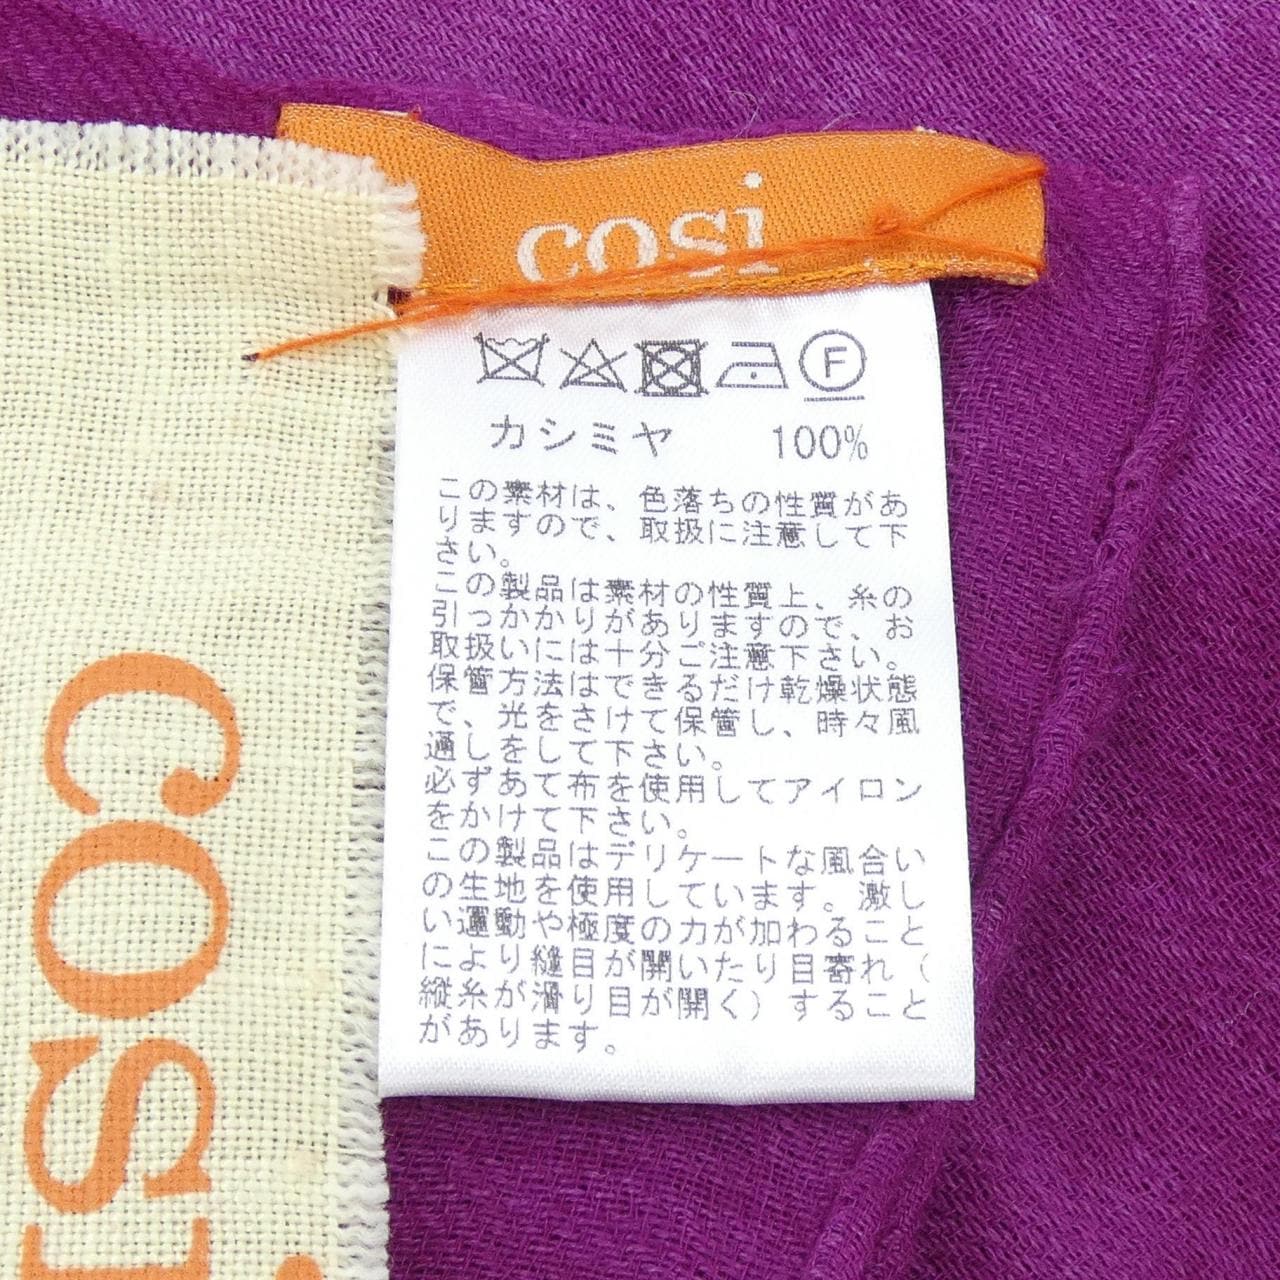 cosi
F
カシミヤ 100%
この素材は、色落ちの性質があ
りますので、取扱に注意して下
さい。
この製品は素材の性質上、糸の
引っかかりがありますので、お
取扱いには十分ご注意下さい。
保管方法はできるだけ乾燥状態
で、光をさけて保管し、時々風
通しをして下さい。
必ずあて布を使用してアイロン
をかけて下さい。
この製品はデリケートな風合い
の生地を使用しています。激し
い運動や極度の力が加わること
により縫目が開いたり目寄れ（
縦糸が滑り目が開く）すること
があります。
cosi